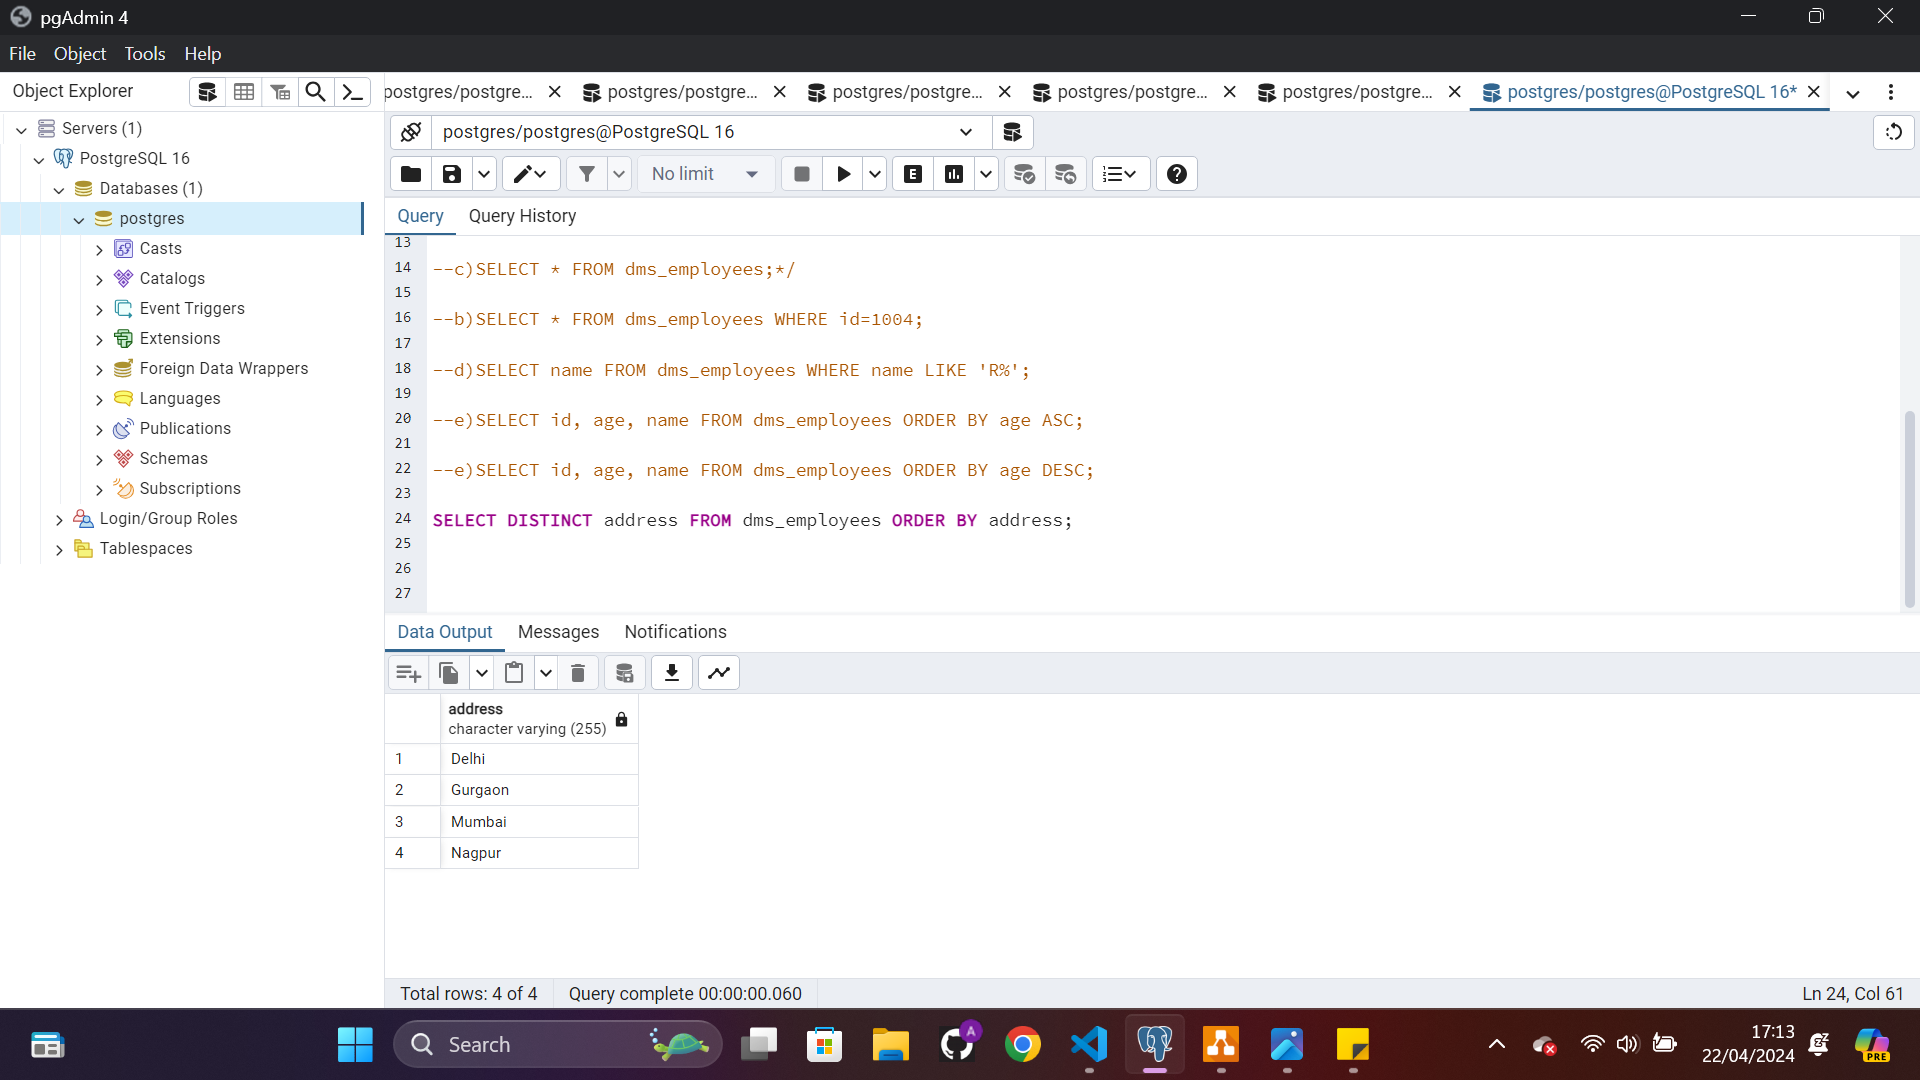 pgAdmin 4
File Object Tools Help
Object Explorer
postgres/postgre... postgres/postgre... postgres/postgre... postgres/postgre... postgres/postgre... postgres/postgres@PostgreSQL 16*
Servers (1)
PostgreSQL 16
Databases (1)
postgres
Casts
Catalogs
Event Triggers
Extensions
Foreign Data Wrappers
Languages
Publications
Schemas
Subscriptions
Login/Group Roles
Tablespaces
postgres/postgres@PostgreSQL 16
No limit
E
Query Query History
13
14 --c)SELECT * FROM dms_employees;*/
15
16 --b)SELECT * FROM dms_employees WHERE id=1004;
17
18 --d)SELECT name FROM dms_employees WHERE name LIKE 'R%';
19
20 --e)SELECT id, age, name FROM dms_employees ORDER BY age ASC;
21
22 --e)SELECT id, age, name FROM dms_employees ORDER BY age DESC;
23
24 SELECT DISTINCT address FROM dms_employees ORDER BY address;
25
26
27
Data Output Messages Notifications
address
character varying (255)
1 Delhi
2 Gurgaon
3 Mumbai
4 Nagpur
Total rows: 4 of 4 Query complete 00:00:00.060 Ln 24, Col 61
Search
A
17:13
22/04/2024
PRE